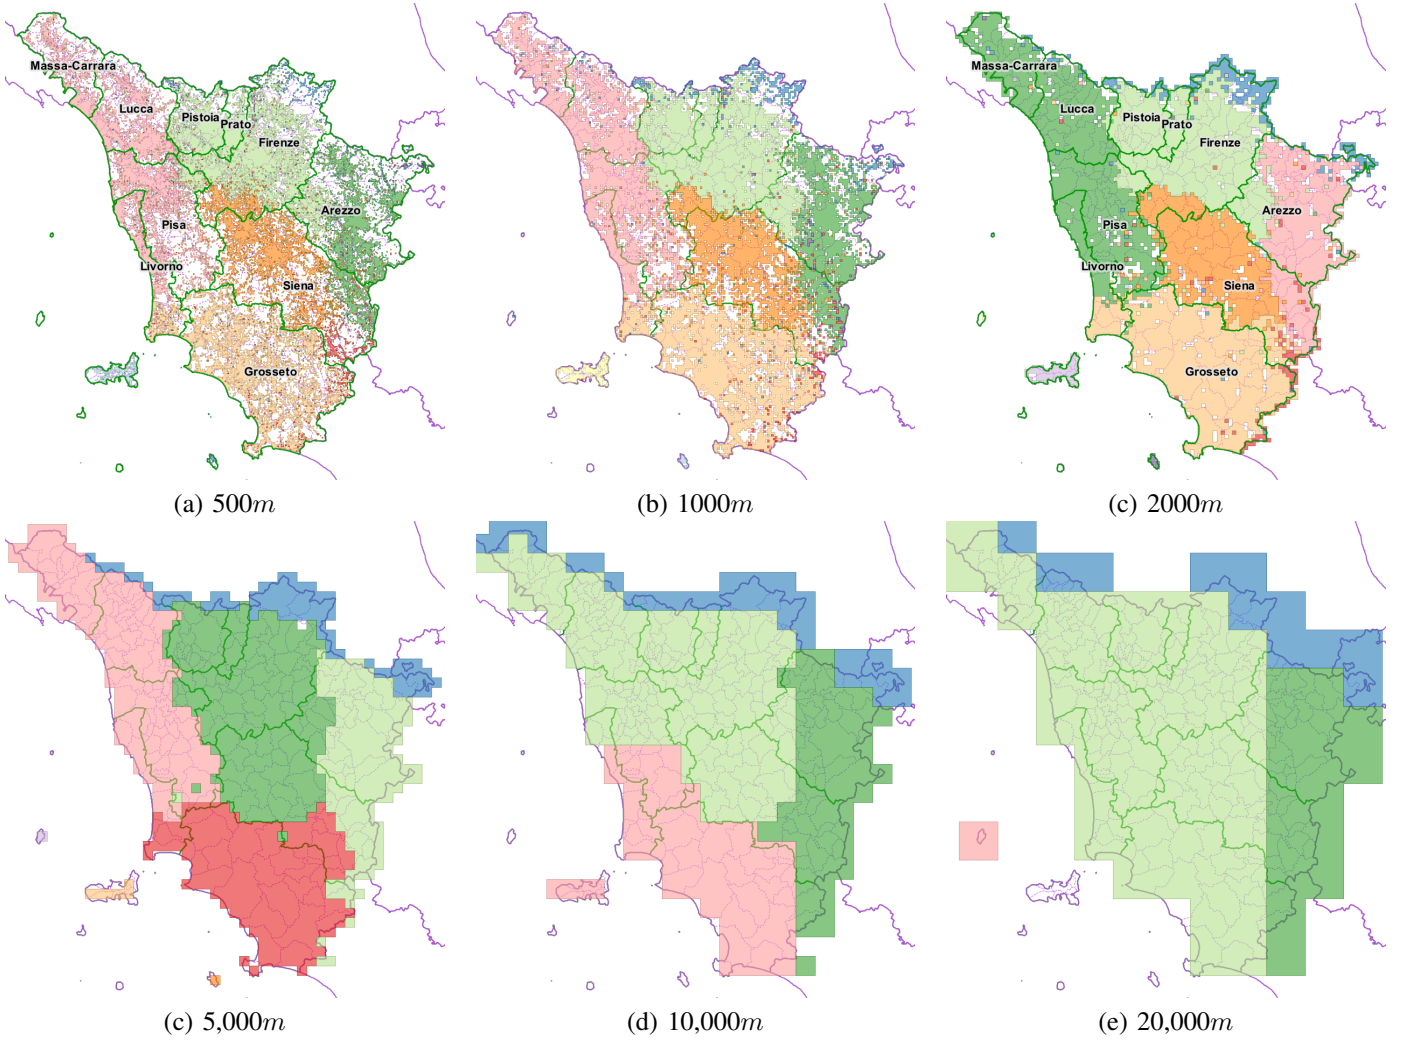 Massa-Carrara
Lucca
Pistoia
Prato
Firenze
Arezzo
Pisa
Livorno
Siena
Grosseto
Massa-Carrara
Lucca
Pistoia
Prato
Firenze
Arezzo
Pisa
Livorno
Siena
Grosseto
(a) 500m
(b) 1000m
(c) 2000m
(c) 5,000m
(d) 10,000m
(e) 20,000m